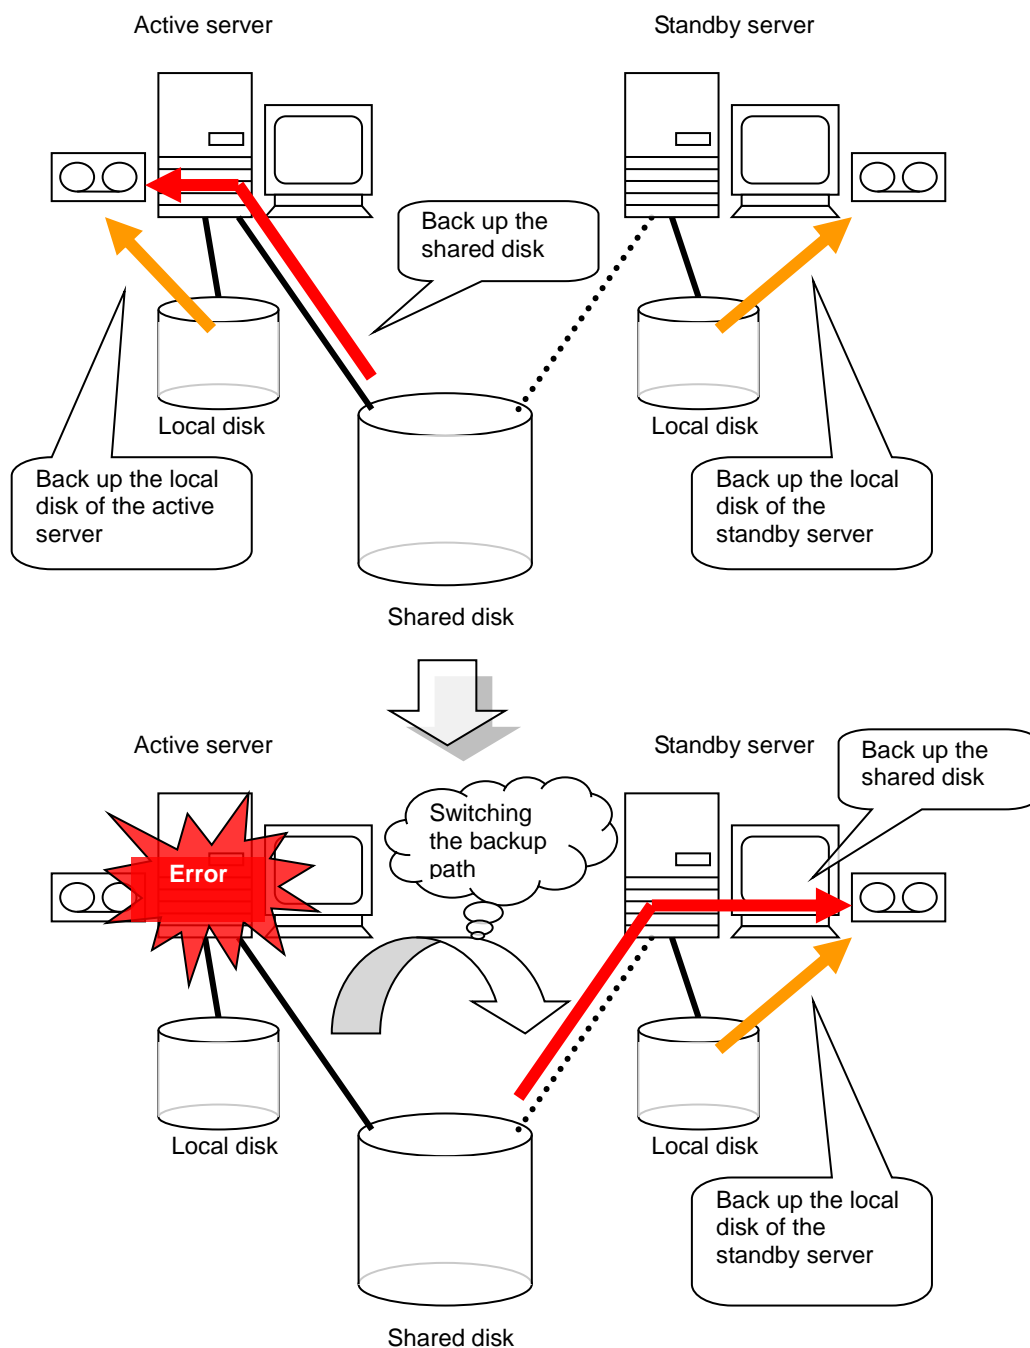 Active server
Standby server
Back up the
shared disk
Local disk
Local disk
Back up the local
disk of the active
server
Back up the local
disk of the
standby server
Shared disk
Active server
Standby server
Back up the
shared disk
Switching
the backup
path
Error
Local disk
Local disk
Back up the local
disk of the
standby server
Shared disk